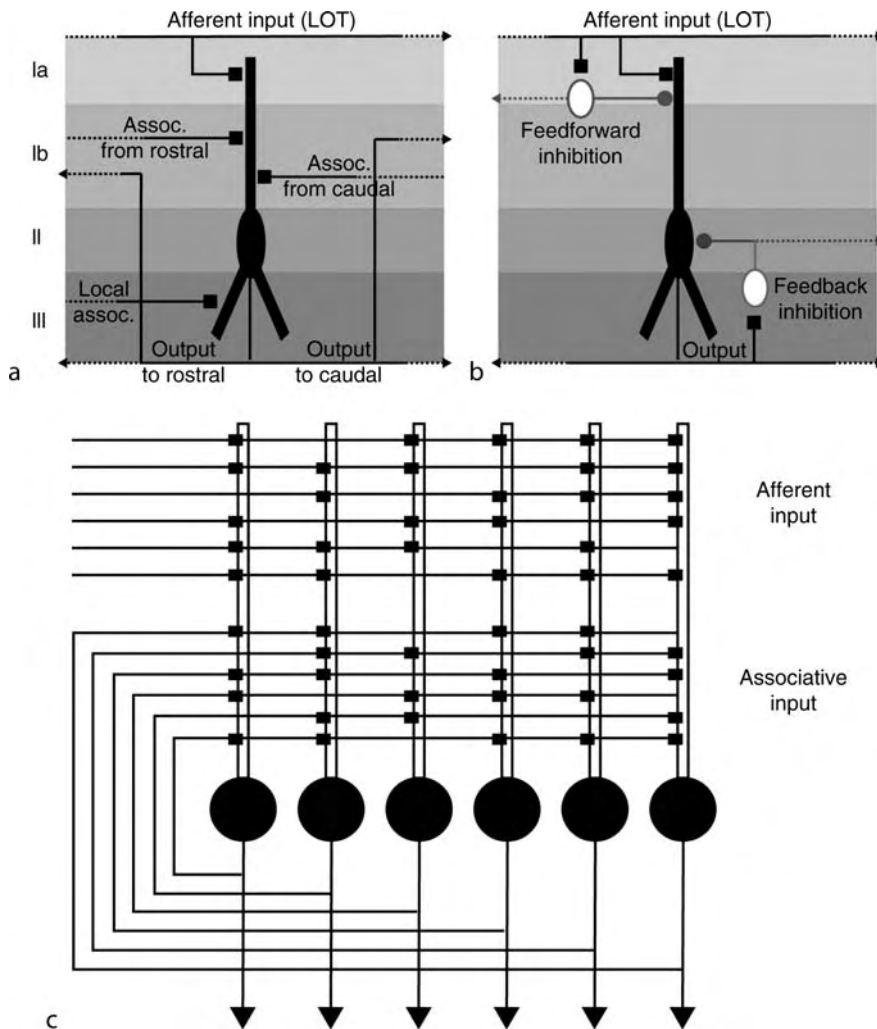 Afferent input (LOT)
Ia
Assoc.
from rostral
Ib
Assoc.
from caudal
II
Local
assoc.
III
Output
to rostral
Output
to caudal
a
Afferent input (LOT)
Feedforward
inhibition
Feedback
inhibition
Output
b
Afferent
input
Associative
input
c